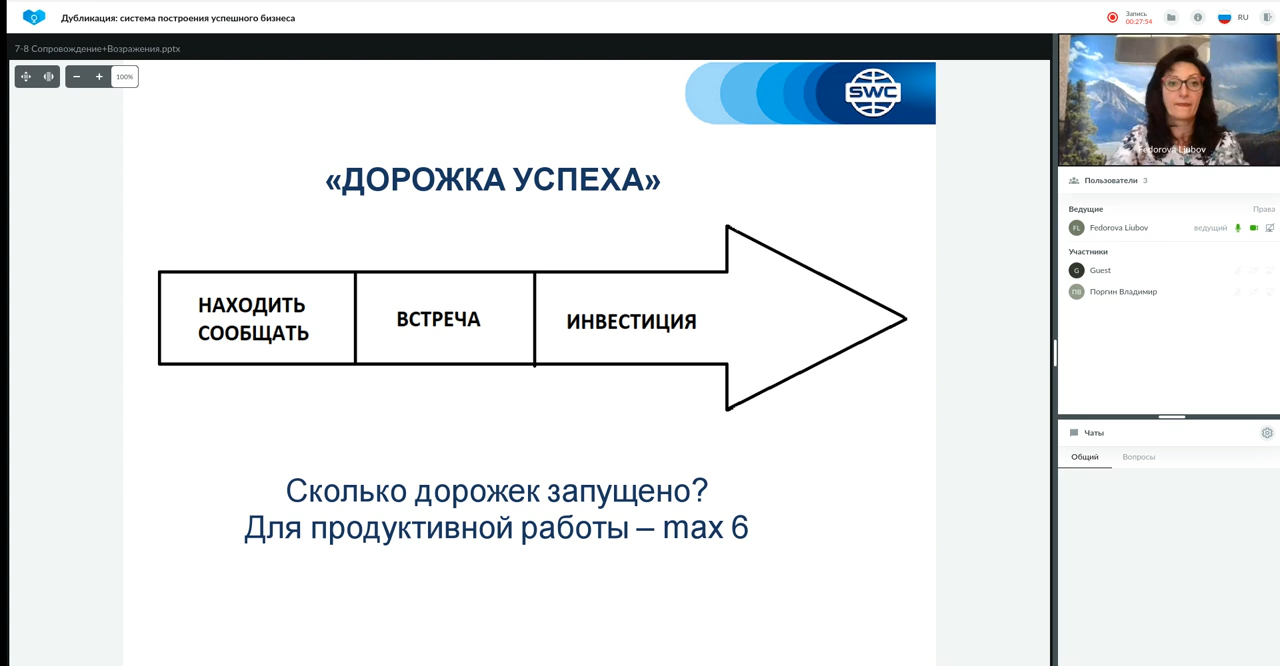 Дубликация: система построения успешного бизнеса
Запись
00:27:54
RU
7-8 Сопровождение+Возражения.pptx
100%
SWC
«ДОРОЖКА УСПЕХА»
НАХОДИТЬ
СООБЩАТЬ
ВСТРЕЧА
ИНВЕСТИЦИЯ
Сколько дорожек запущено?
Для продуктивной работы – max 6
Fedorova Liubov
Пользователи 3
Ведущие Права
FL Fedorova Liubov ведущий
Участники
G Guest
ПВ Поргин Владимир
Чаты
Общий Вопросы